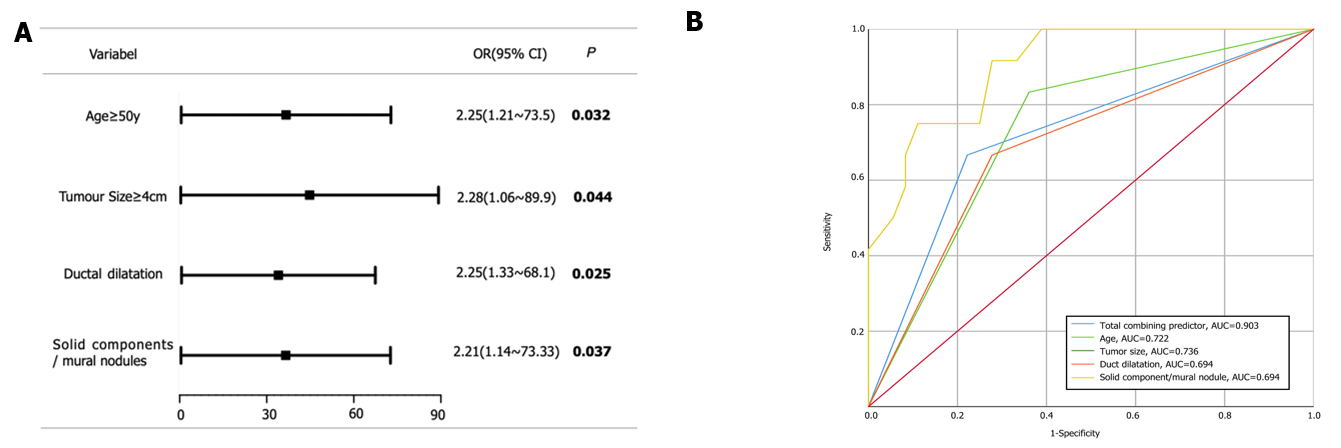 A
Variabel OR(95% CI) P
Age≥50y 2.25(1.21~73.5) 0.032
Tumour Size≥4cm 2.28(1.06~89.9) 0.044
Ductal dilatation 2.25(1.33~68.1) 0.025
Solid components
/ mural nodules 2.21(1.14~73.33) 0.037
0 30 60 90
B
1.0
0.8
0.6
0.4
0.2
Sensitivity
0.0 0.2 0.4 0.6 0.8 1.0
1-Specificity
Total combining predictor, AUC=0.903
Age, AUC=0.722
Tumor size, AUC=0.736
Duct dilatation, AUC=0.694
Solid component/mural nodule, AUC=0.694